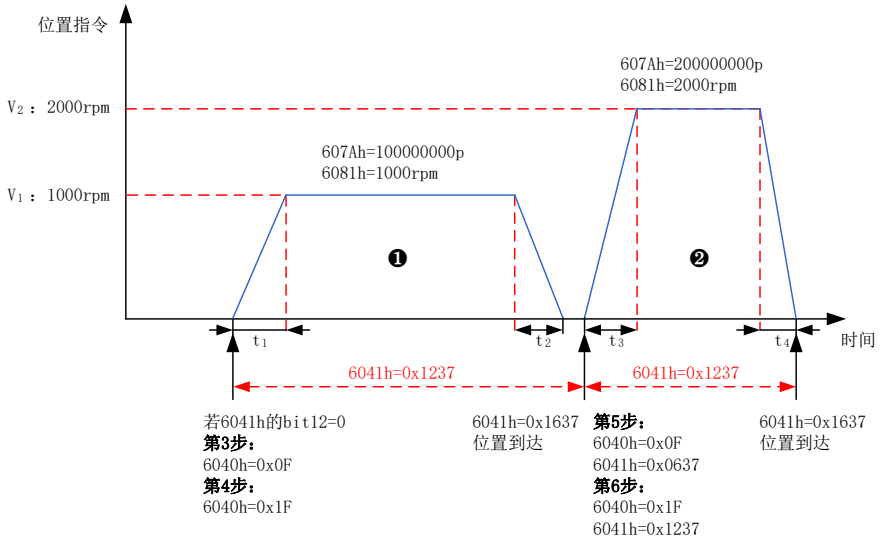 位置指令
607Ah=200000000p
6081h=2000rpm
V₂：2000rpm
607Ah=100000000p
6081h=1000rpm
V₁：1000rpm
❶
❷
t₁
t₂
t₃
t₄
时间
6041h=0x1237
6041h=0x1237
若6041h的bit12=0
第3步：
6040h=0x0F
第4步：
6040h=0x1F
6041h=0x1637
位置到达
第5步：
6040h=0x0F
6041h=0x0637
第6步：
6040h=0x1F
6041h=0x1237
6041h=0x1637
位置到达